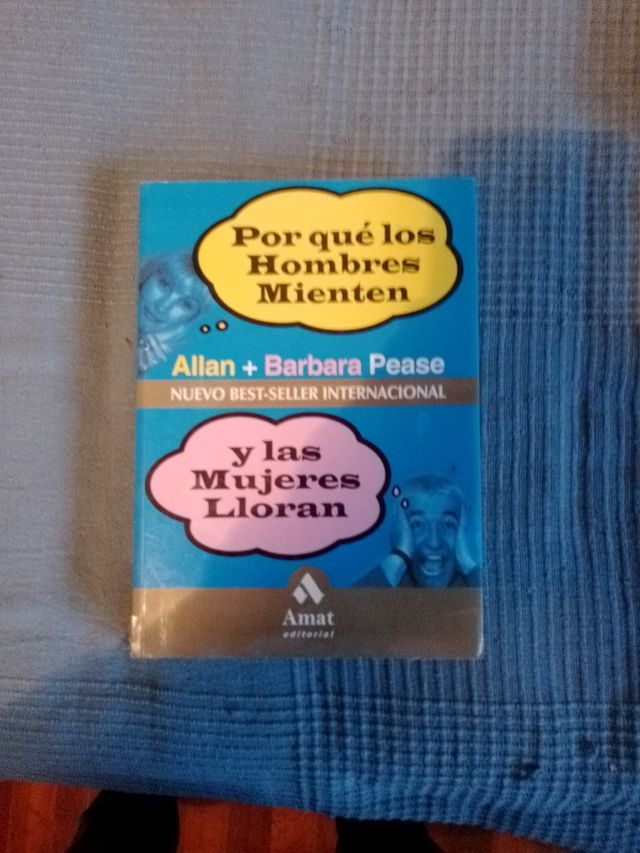 Por qué los
Hombres
Mienten
Allan + Barbara Pease
NUEVO BEST-SELLER INTERNACIONAL
y las
Mujeres
Lloran
Amat
editorial